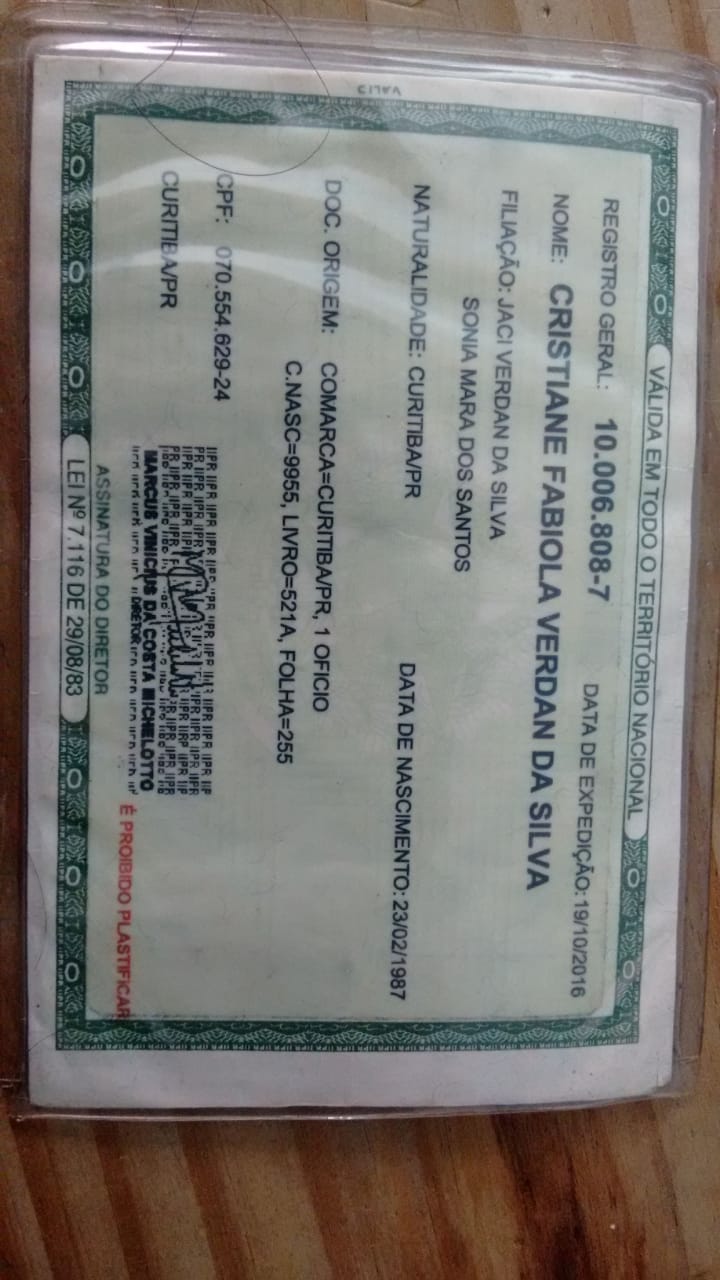 VÁLIDA EM TODO O TERRITÓRIO NACIONAL
REGISTRO GERAL: 10.006.808-7 DATA DE EXPEDIÇÃO: 19/10/2016
NOME: CRISTIANE FABIOLA VERDAN DA SILVA
FILIAÇÃO: JACI VERDAN DA SILVA
SONIA MARA DOS SANTOS
NATURALIDADE: CURITIBA/PR DATA DE NASCIMENTO: 23/02/1987
DOC. ORIGEM: COMARCA=CURITIBA/PR, 1 OFICIO
C.NASC=9955, LIVRO=521A, FOLHA=255
CPF: 070.554.629-24
CURITIBA/PR
MARCUS VINICIUS DA COSTA MICHELOTTO
DIRETOR
ASSINATURA DO DIRETOR
É PROIBIDO PLASTIFICAR
LEI Nº 7.116 DE 29/08/83